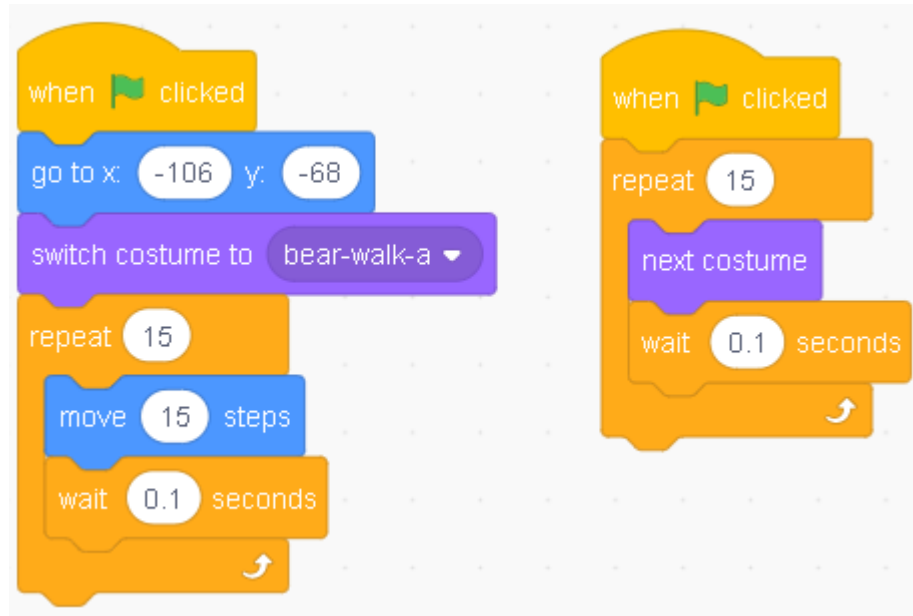 when clicked
go to x: -106 y: -68
switch costume to bear-walk-a
repeat 15
move 15 steps
wait 0.1 seconds
when clicked
repeat 15
next costume
wait 0.1 seconds